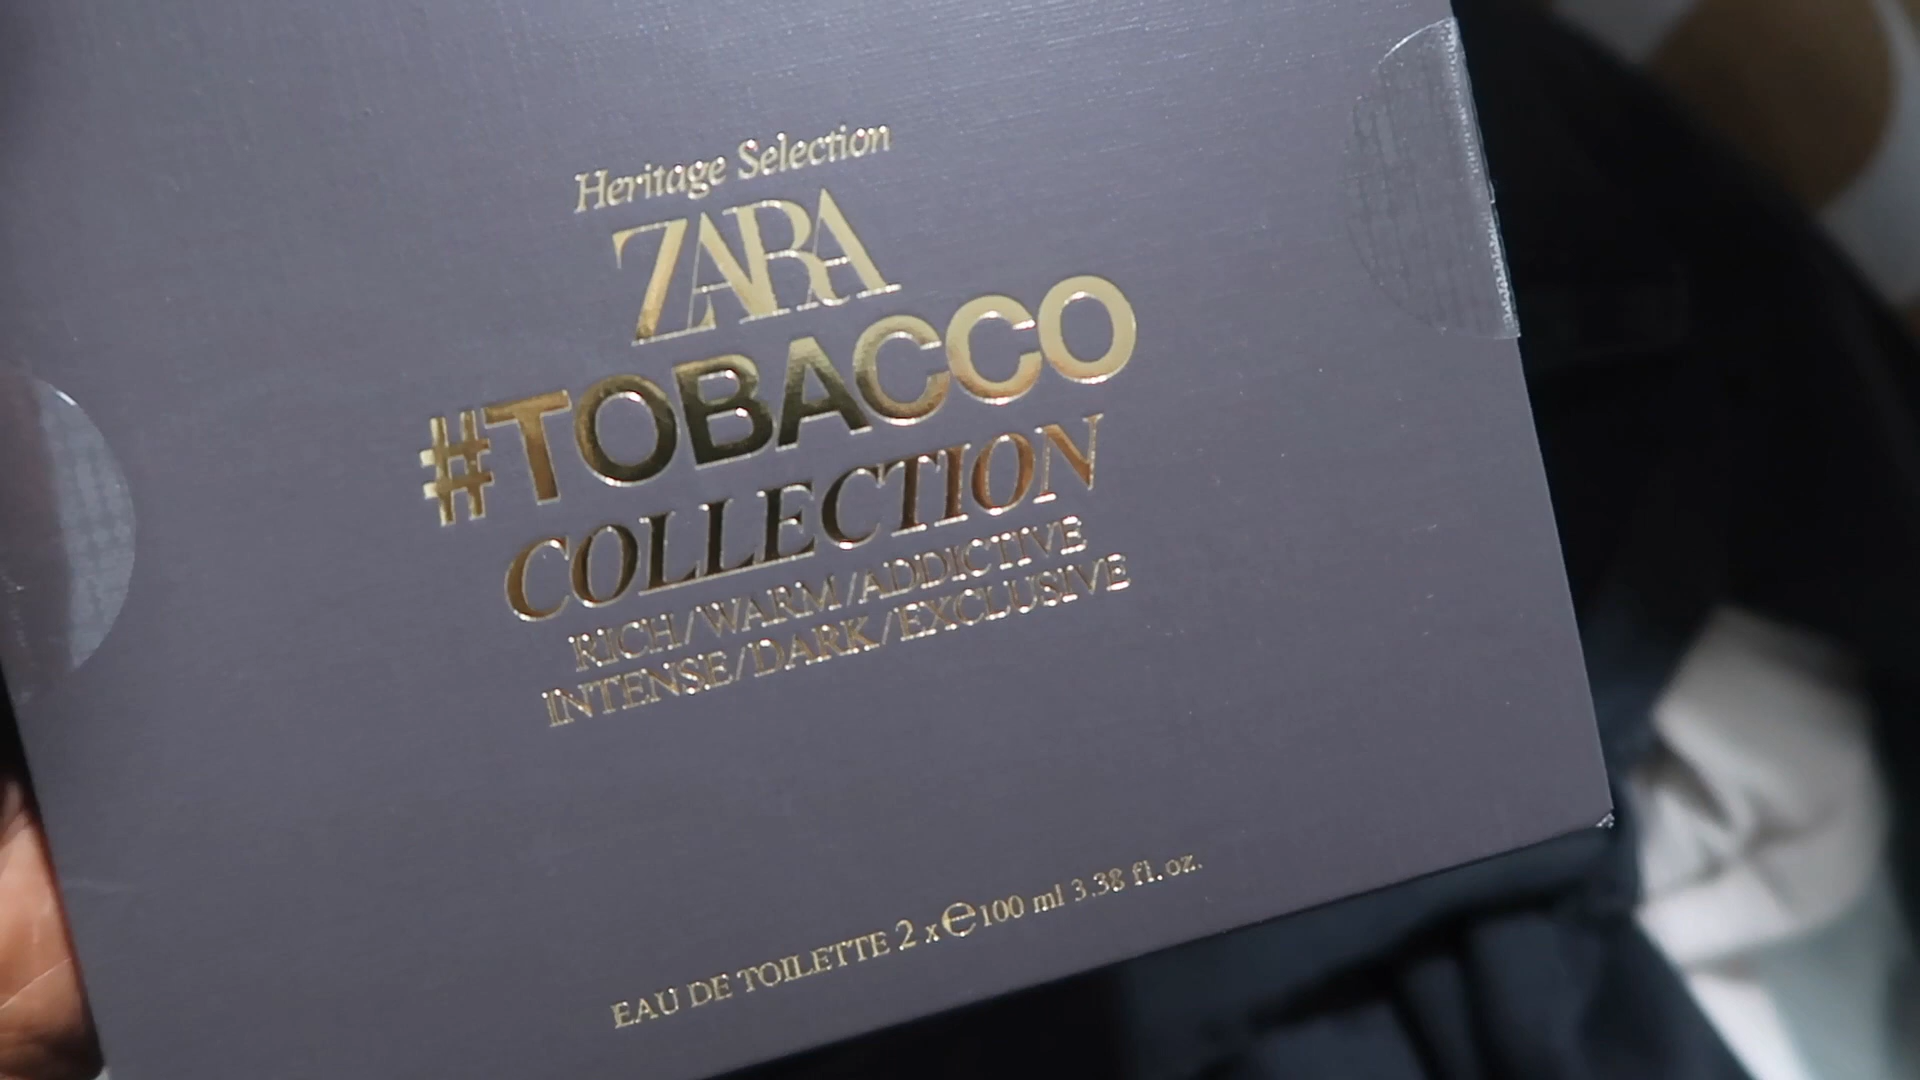 Heritage Selection
ZARA
#TOBACCO
COLLECTION
RICH/WARM/ADDICTIVE
INTENSE/DARK/EXCLUSIVE
EAU DE TOILETTE 2 x ℮ 100 ml 3.38 fl. oz.